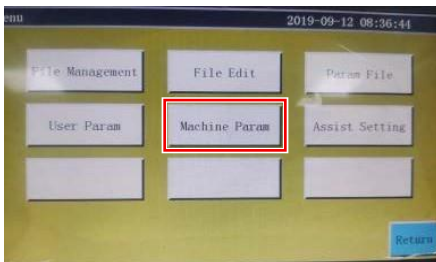 enu 2019-09-12 08:36:44
File Management File Edit Param File
User Param Machine Param Assist Setting
Return